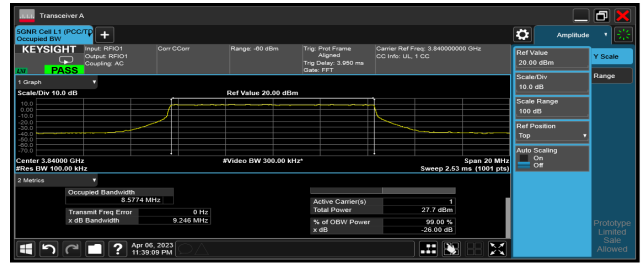 Transceiver A
5GNR Cell L1 (PCC/T
Occupied BW
Amplitude
KEYSIGHT
LXI
PASS
Input: RFIO1
Output: RFIO1
Coupling: AC
Corr CCorr
Range: -60 dBm
Trig: Prot Frame
Aligned
Trig Delay: 3.950 ms
Gate: FFT
Carrier Ref Freq: 3.840000000 GHz
CC Info: UL, 1 CC
Ref Value
20.00 dBm
Y Scale
Scale/Div
10.0 dB
Range
Scale Range
100 dB
Ref Position
Top
Auto Scaling
On
Off
1 Graph
Scale/Div 10.0 dB
Ref Value 20.00 dBm
10.0
0.0
-10.0
-20.0
-30.0
-40.0
-50.0
-60.0
-70.0
Center 3.84000 GHz
#Video BW 300.00 kHz*
Span 20 MHz
#Res BW 100.00 kHz
Sweep 2.53 ms (1001 pts)
2 Metrics
Occupied Bandwidth
8.5774 MHz
Transmit Freq Error 0 Hz
x dB Bandwidth 9.246 MHz
Active Carrier(s) 1
Total Power 27.7 dBm
% of OBW Power 99.00 %
x dB -26.00 dB
Prototype
Limited
Sale
Allowed
Apr 06, 2023
11:39:09 PM